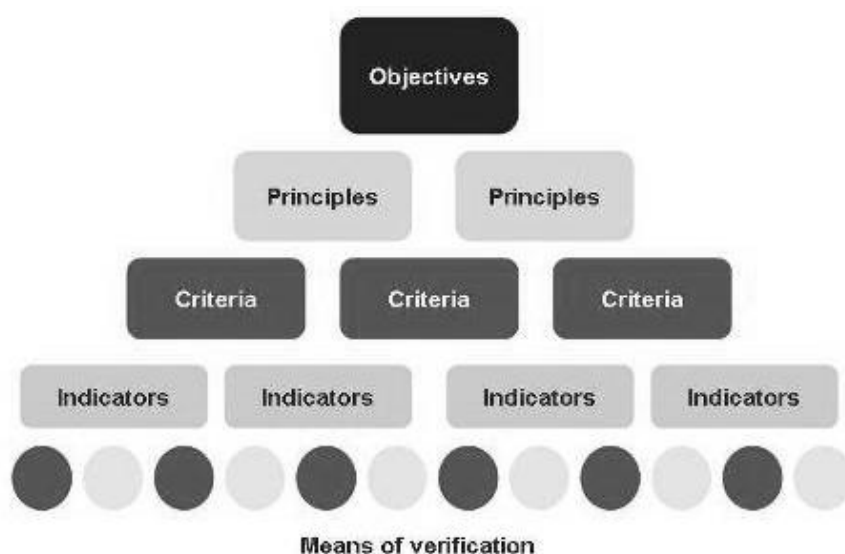 Objectives
Principles Principles
Criteria Criteria Criteria
Indicators Indicators Indicators Indicators
Means of verification